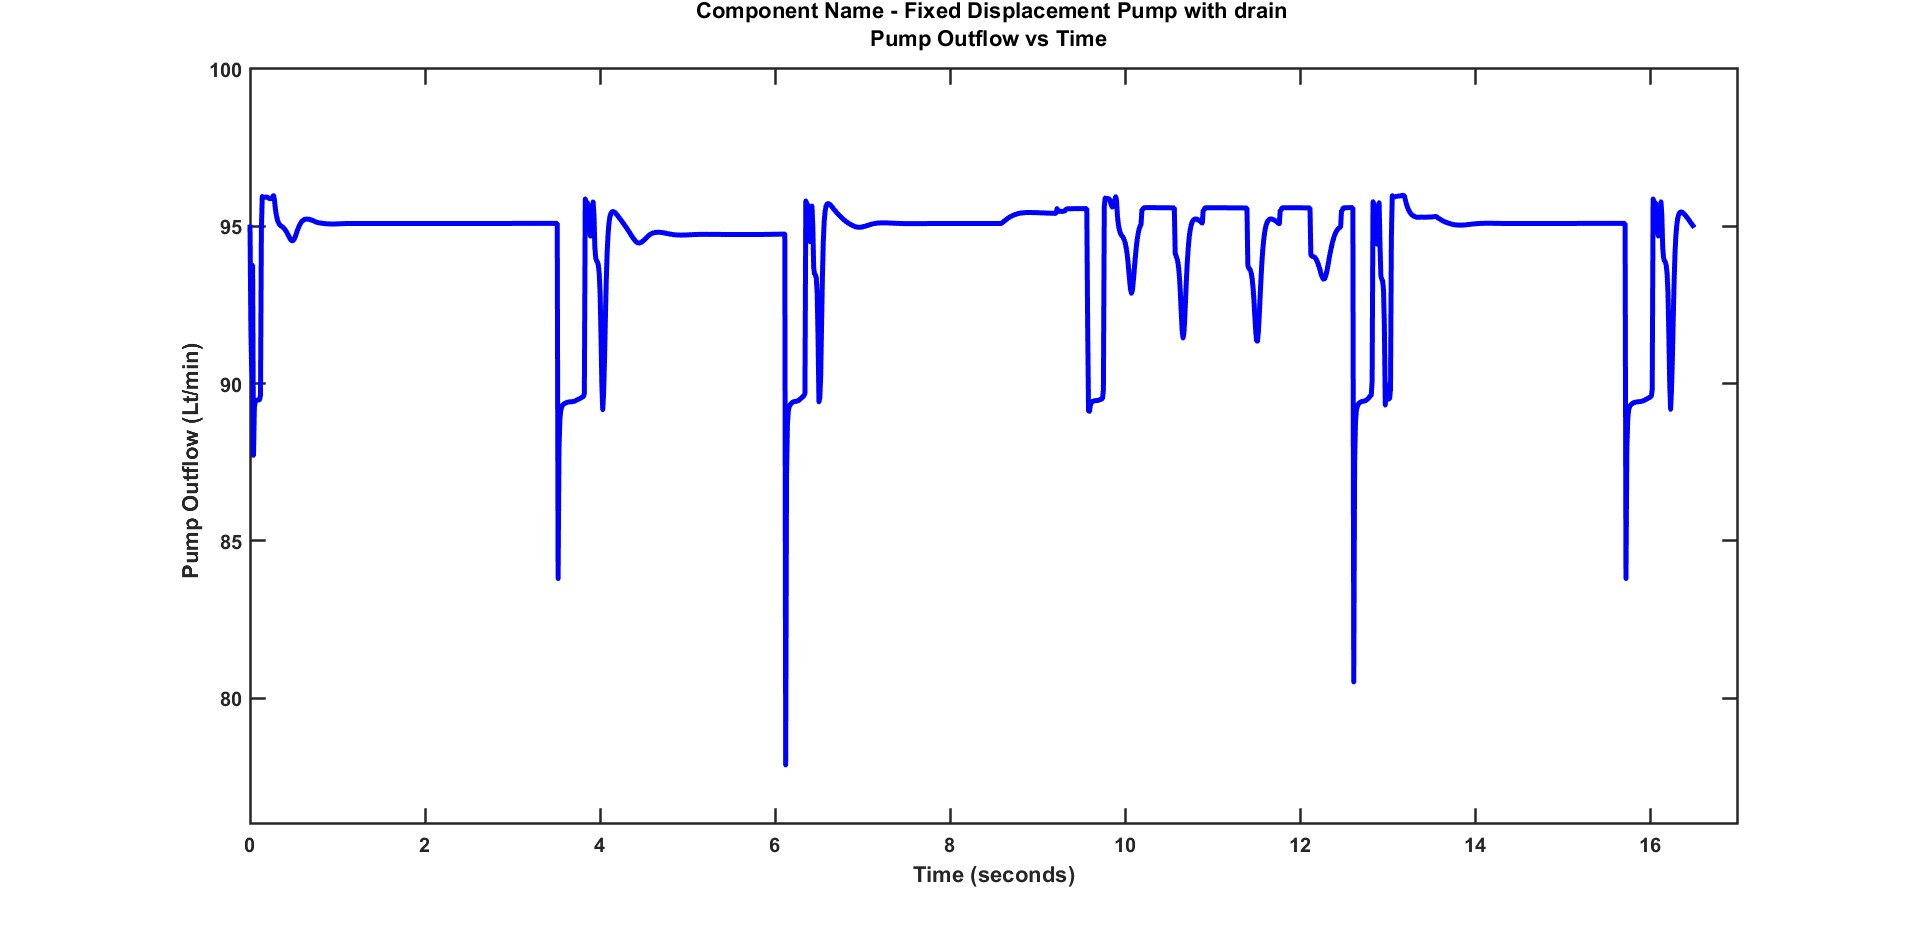 Component Name - Fixed Displacement Pump with drain
Pump Outflow vs Time
100
95
90
85
80
Pump Outflow (Lt/min)
0 2 4 6 8 10 12 14 16
Time (seconds)